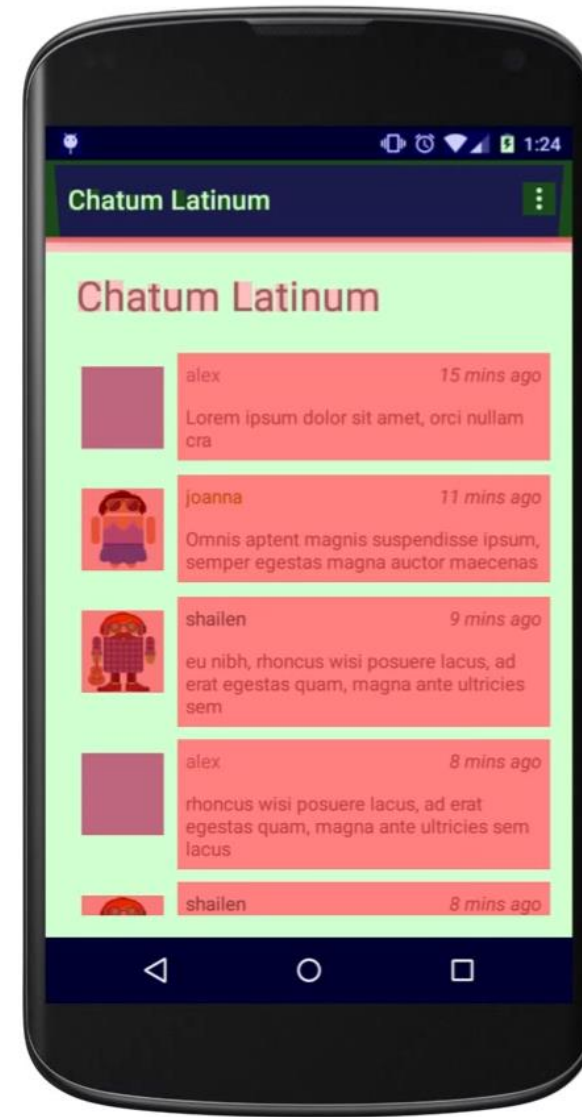 1:24
Chatum Latinum
Chatum Latinum
alex 15 mins ago
Lorem ipsum dolor sit amet, orci nullam
cra
joanna 11 mins ago
Omnis aptent magnis suspendisse ipsum,
semper egestas magna auctor maecenas
shailen 9 mins ago
eu nibh, rhoncus wisi posuere lacus, ad
erat egestas quam, magna ante ultricies
sem
alex 8 mins ago
rhoncus wisi posuere lacus, ad erat
egestas quam, magna ante ultricies sem
lacus
shailen 8 mins ago